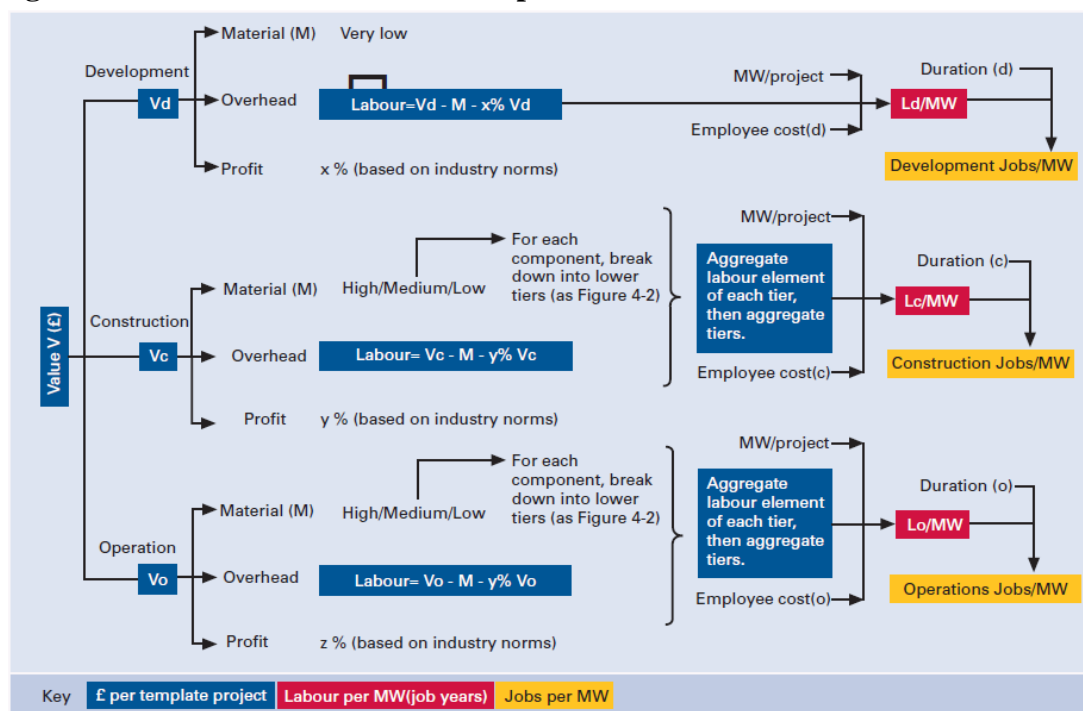 Material (M) Very low
Development
Vd
Overhead
Labour=Vd - M - x% Vd
Profit
x % (based on industry norms)
MW/project
Employee cost(d)
Duration (d)
Ld/MW
Development Jobs/MW
Value V (£)
Construction
Vc
Material (M)
High/Medium/Low
For each
component, break
down into lower
tiers (as Figure 4-2)
Overhead
Labour= Vc - M - y% Vc
Profit
y % (based on industry norms)
MW/project
Aggregate
labour element
of each tier,
then aggregate
tiers.
Employee cost(c)
Duration (c)
Lc/MW
Construction Jobs/MW
Operation
Vo
Material (M)
High/Medium/Low
For each
component, break
down into lower
tiers (as Figure 4-2)
Overhead
Labour= Vo - M - y% Vo
Profit
z % (based on industry norms)
MW/project
Aggregate
labour element
of each tier,
then aggregate
tiers.
Employee cost(o)
Duration (o)
Lo/MW
Operations Jobs/MW
Key £ per template project Labour per MW(job years) Jobs per MW